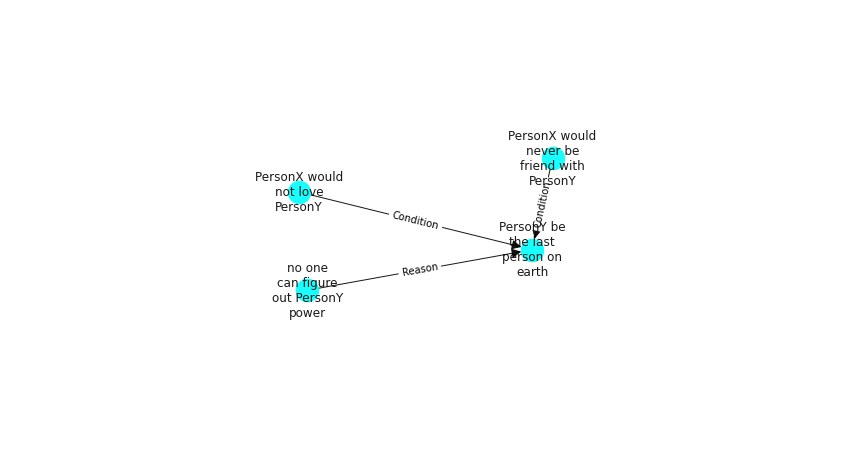 PersonX would
never be
friend with
PersonY
PersonX would
not love
PersonY
Condition
Condition
PersonY be
the last
person on
earth
Reason
no one
can figure
out PersonY
power